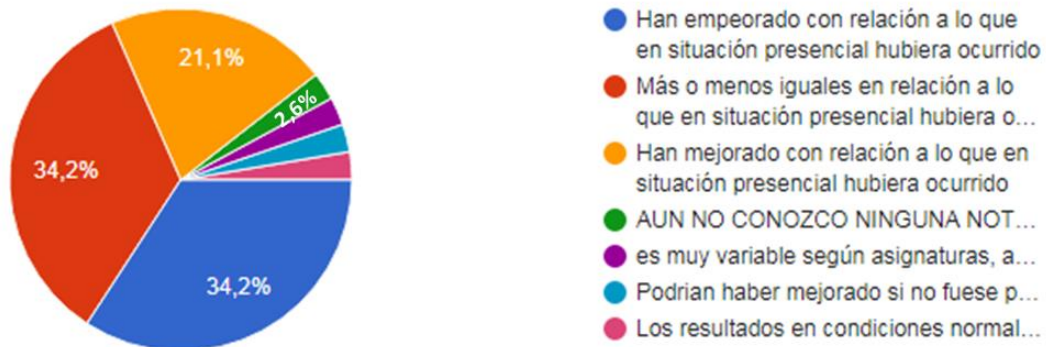 21,1%
2,6%
34,2%
34,2%
Han empeorado con relación a lo que
en situación presencial hubiera ocurrido
Más o menos iguales en relación a lo
que en situación presencial hubiera o...
Han mejorado con relación a lo que en
situación presencial hubiera ocurrido
AUN NO CONOZCO NINGUNA NOT...
es muy variable según asignaturas, a...
Podrian haber mejorado si no fuese p...
Los resultados en condiciones normal...